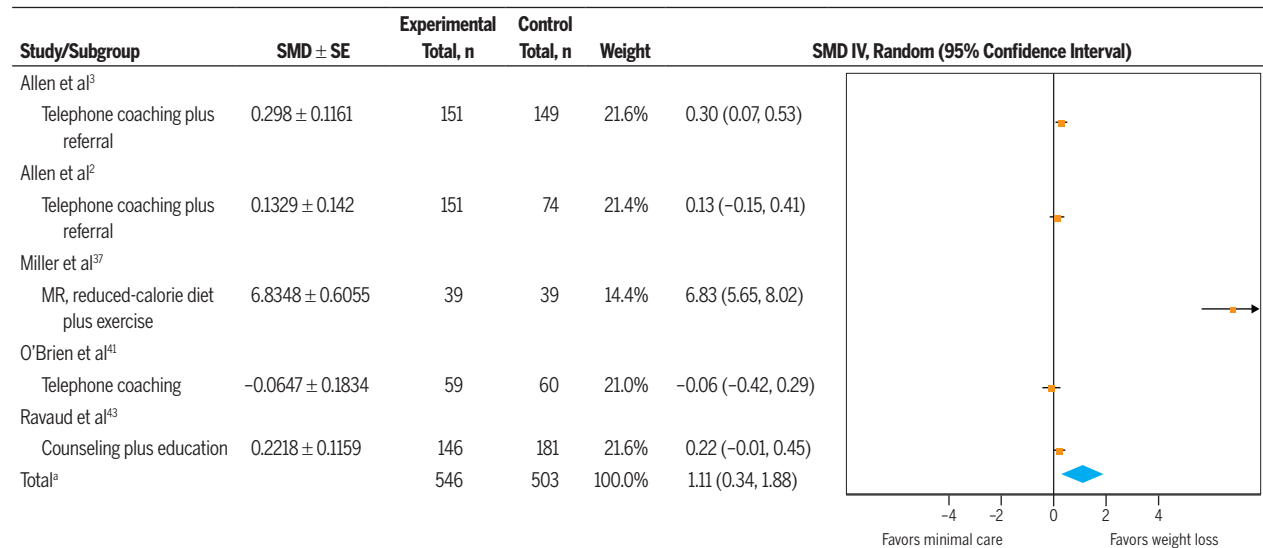 Experimental Control
Study/Subgroup SMD ± SE Total, n Total, n Weight SMD IV, Random (95% Confidence Interval)
Allen et al³
Telephone coaching plus 0.298 ± 0.1161 151 149 21.6% 0.30 (0.07, 0.53)
referral
Allen et al²
Telephone coaching plus 0.1329 ± 0.142 151 74 21.4% 0.13 (−0.15, 0.41)
referral
Miller et al³⁷
MR, reduced-calorie diet 6.8348 ± 0.6055 39 39 14.4% 6.83 (5.65, 8.02)
plus exercise
O'Brien et al⁴¹
Telephone coaching −0.0647 ± 0.1834 59 60 21.0% −0.06 (−0.42, 0.29)
Ravaud et al⁴³
Counseling plus education 0.2218 ± 0.1159 146 181 21.6% 0.22 (−0.01, 0.45)
Totalᵃ 546 503 100.0% 1.11 (0.34, 1.88)
−4 −2 0 2 4
Favors minimal care Favors weight loss